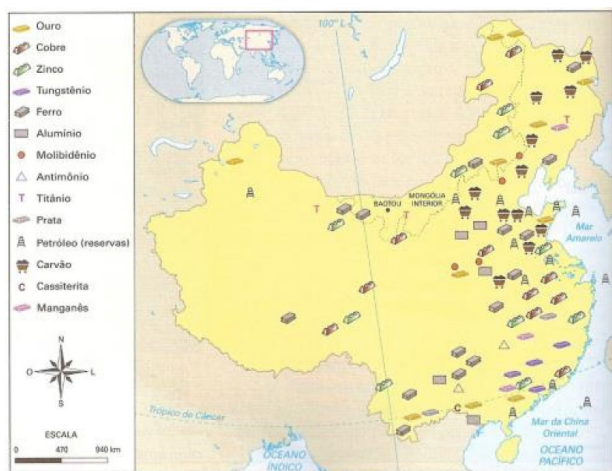 Ouro
Cobre
Zinco
Tungstênio
Ferro
Alumínio
Molibidênio
Antimônio
Titânio
Prata
Petróleo (reservas)
Carvão
Cassiterita
Manganês
N
O
L
S
ESCALA
0 470 940 km
100° L
T
T
BAOTOU
MONGÓLIA
INTERIOR
T
Mar
Amarelo
C
Trópico de Câncer
Mar da China
Oriental
OCEANO
ÍNDICO
OCEANO
PACÍFICO